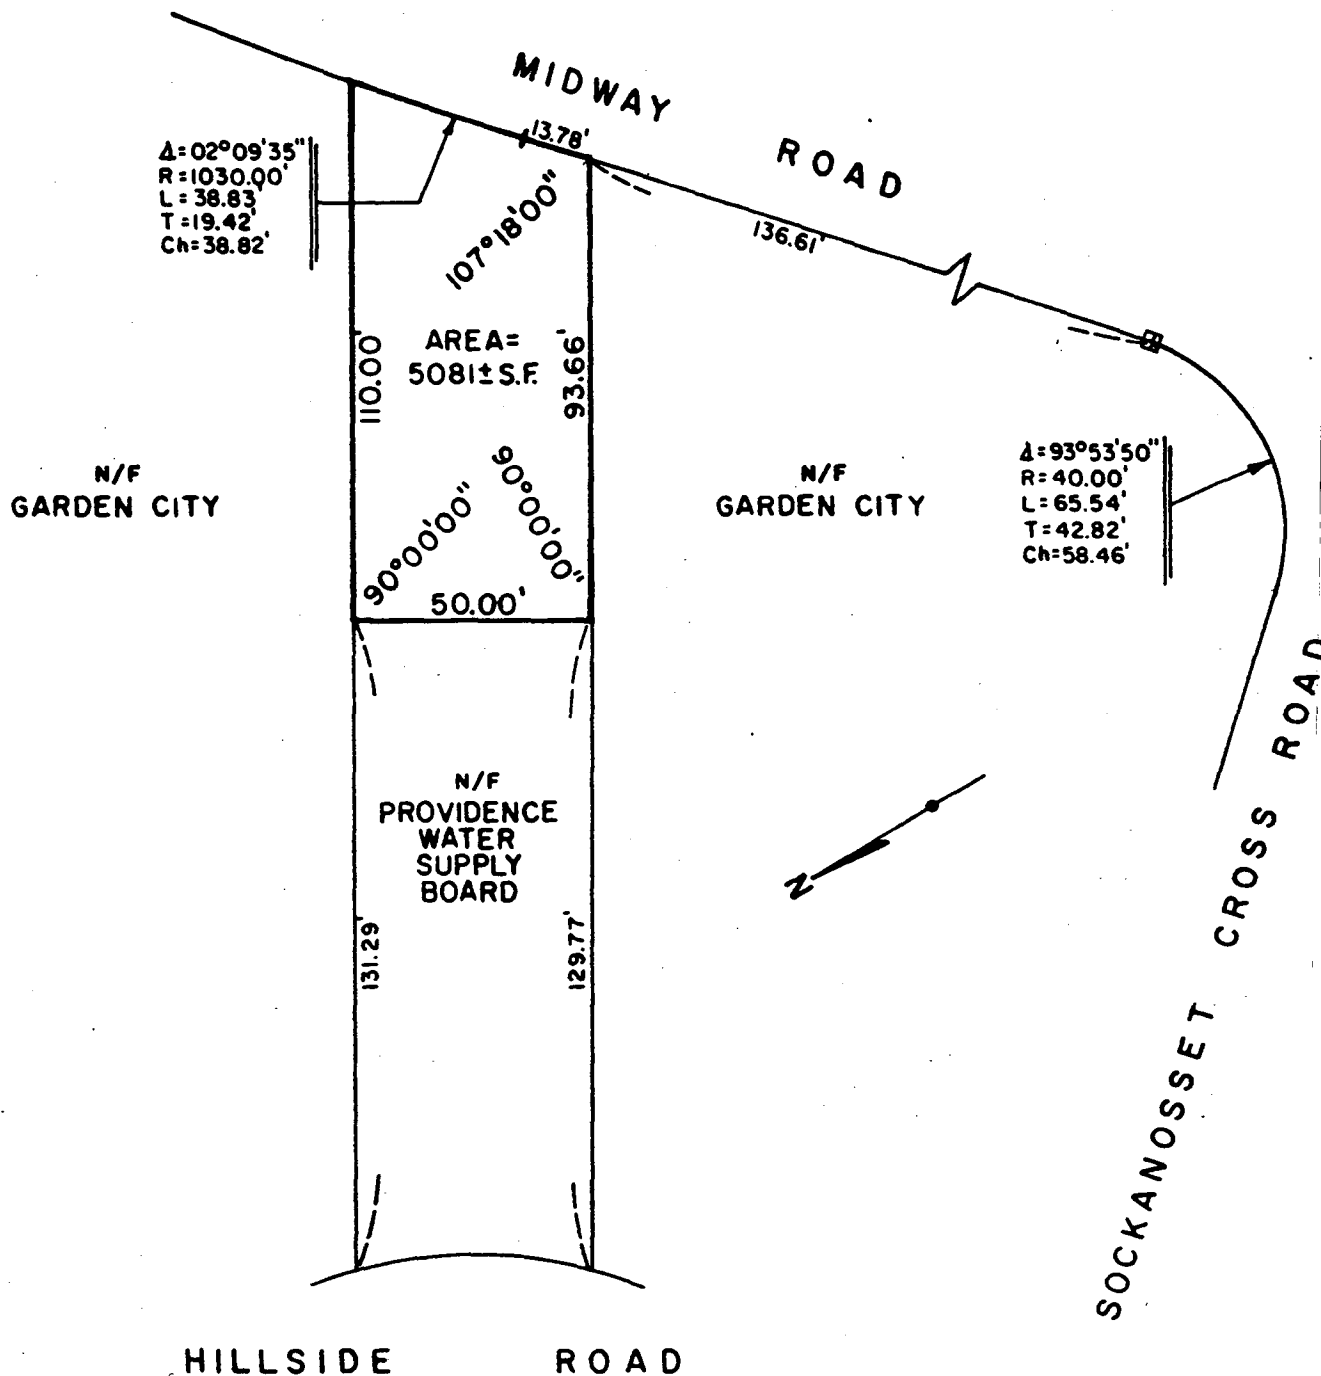 MIDWAY ROAD
13.78'
136.61'
Δ=02°09'35"
R=1030.00'
L=38.83'
T=19.42'
Ch=38.82'
107°18'00"
AREA=
5081± S.F.
110.00'
93.66'
90°00'00"
90°00'00"
50.00'
N/F
GARDEN CITY
N/F
GARDEN CITY
Δ=93°53'50"
R=40.00'
L=65.54'
T=42.82'
Ch=58.46'
N/F
PROVIDENCE
WATER
SUPPLY
BOARD
131.29'
129.77'
N
SOCKANOSSET CROSS ROAD
HILLSIDE ROAD